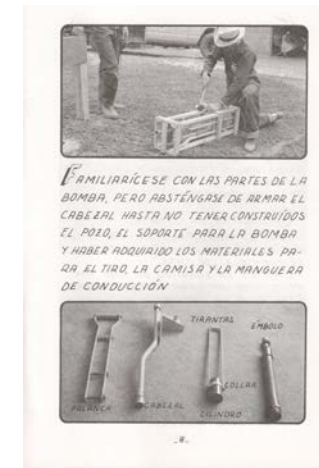 FAMILIARÍCESE CON LAS PARTES DE LA
BOMBA, PERO ABSTÉNGASE DE ARMAR EL
CABEZAL HASTA NO TENER CONSTRUÍDOS
EL POZO, EL SOPORTE PARA LA BOMBA
Y HABER ADQUIRIDO LOS MATERIALES PA-
RA EL TIRO, LA CAMISA Y LA MANGUERA
DE CONDUCCIÓN
TIRANTAS
ÉMBOLO
COLLAR
PALANCA
CABEZAL
CILINDRO
-8-